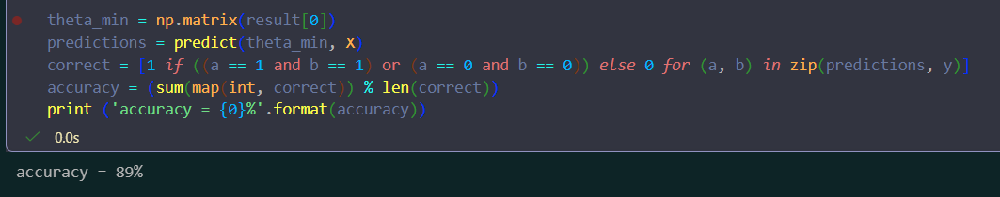 theta_min = np.matrix(result[0])
predictions = predict(theta_min, X)
correct = [1 if ((a == 1 and b == 1) or (a == 0 and b == 0)) else 0 for (a, b) in zip(predictions, y)]
accuracy = (sum(map(int, correct)) % len(correct))
print ('accuracy = {0}%'.format(accuracy))
0.0s
accuracy = 89%